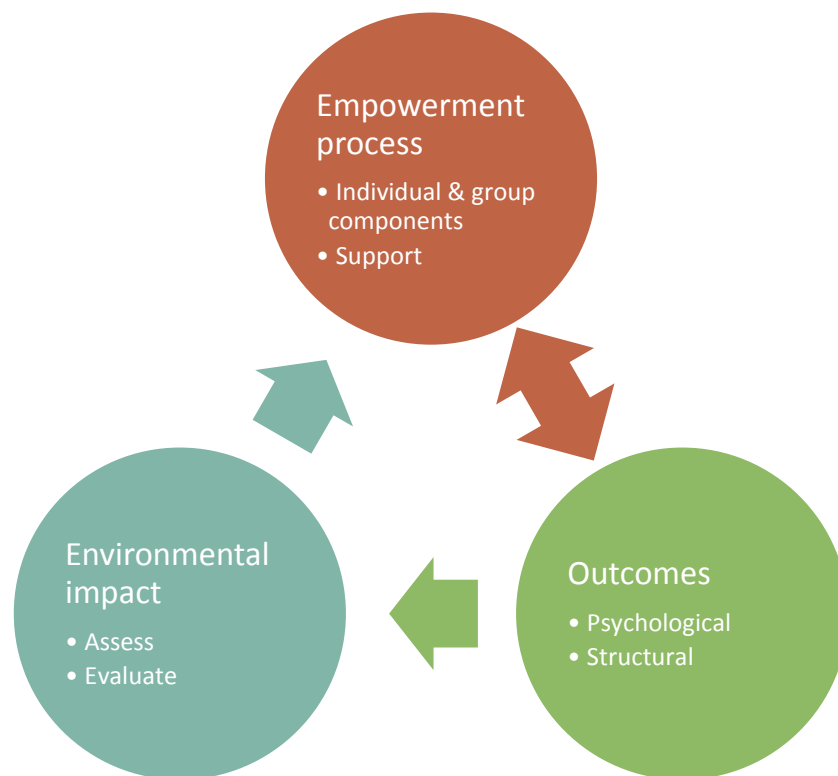 Empowerment
process
• Individual & group
components
• Support
Environmental
impact
• Assess
• Evaluate
Outcomes
• Psychological
• Structural